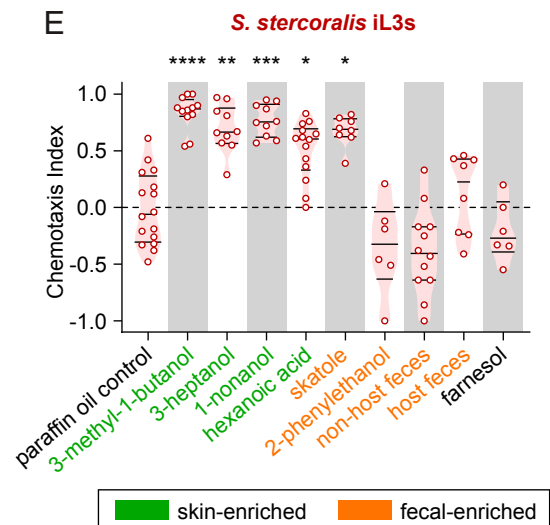 E
S. stercoralis iL3s
**** ** *** * *
1.0
0.5
0.0
-0.5
-1.0
Chemotaxis Index
paraffin oil control
3-methyl-1-butanol
3-heptanol
1-nonanol
hexanoic acid
skatole
2-phenylethanol
non-host feces
host feces
farnesol
skin-enriched
fecal-enriched